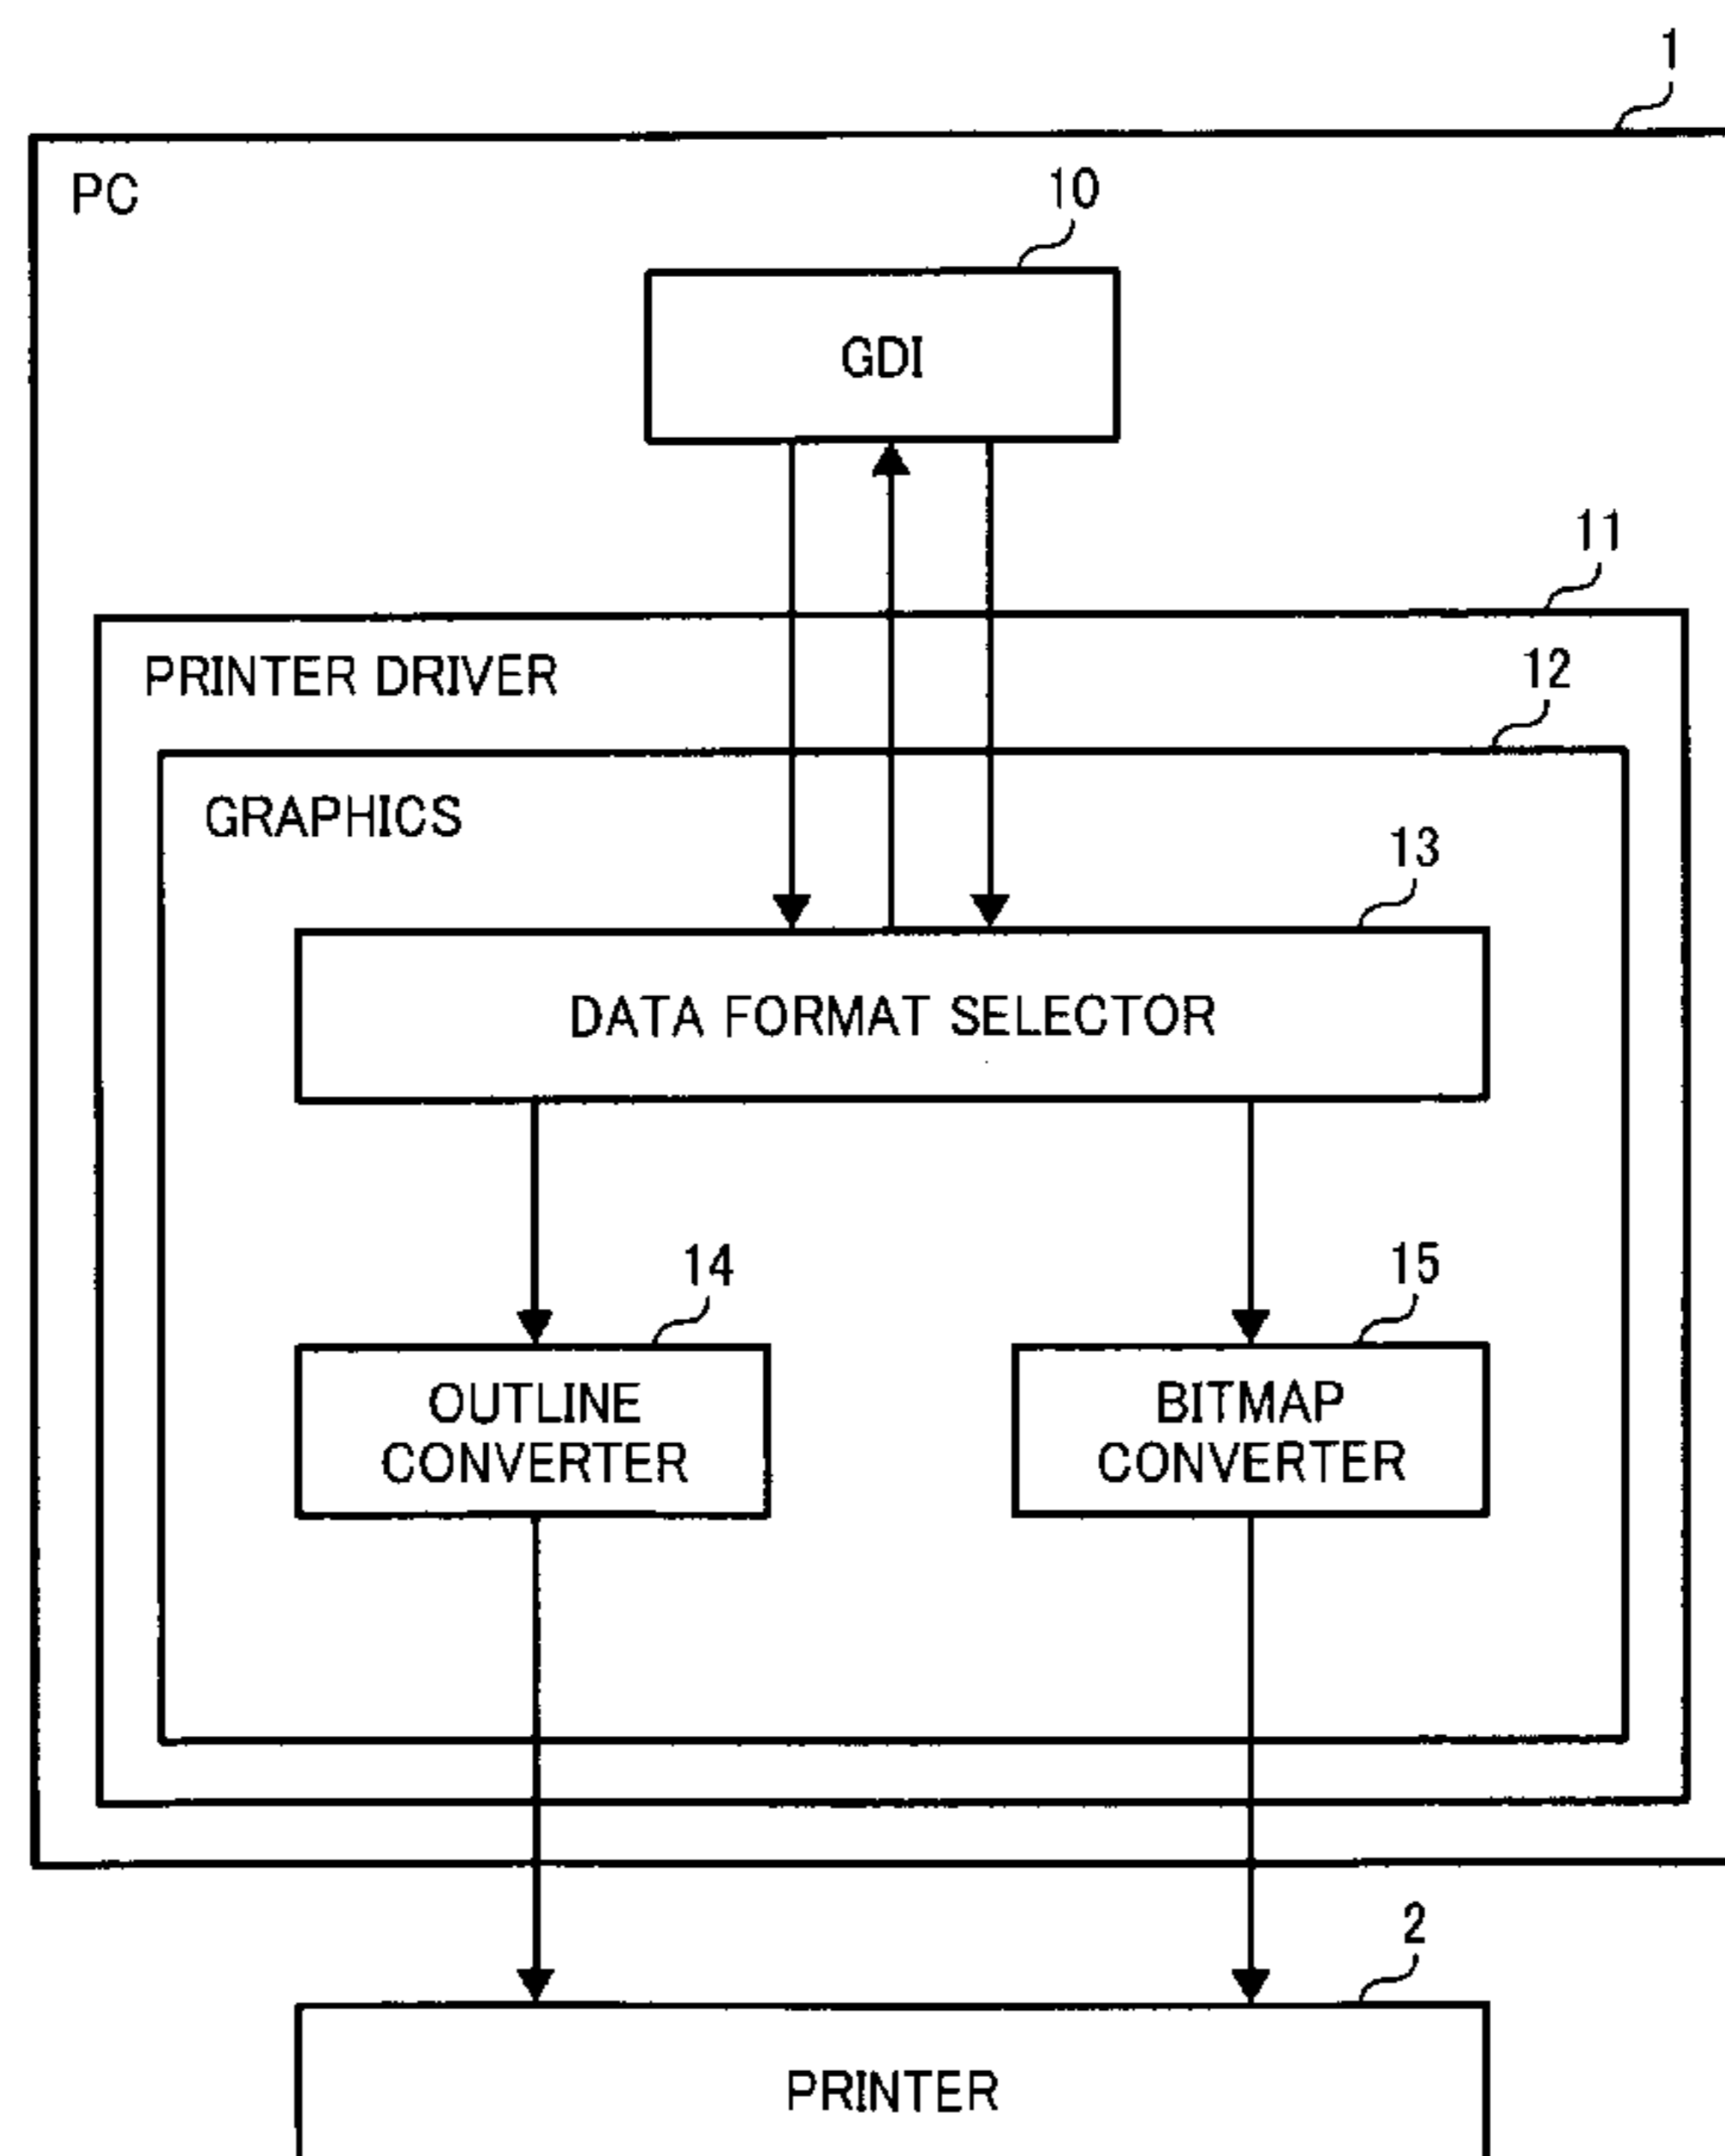 1
PC
10
GDI
11
PRINTER DRIVER
12
GRAPHICS
13
DATA FORMAT SELECTOR
14
15
OUTLINE
CONVERTER
BITMAP
CONVERTER
2
PRINTER